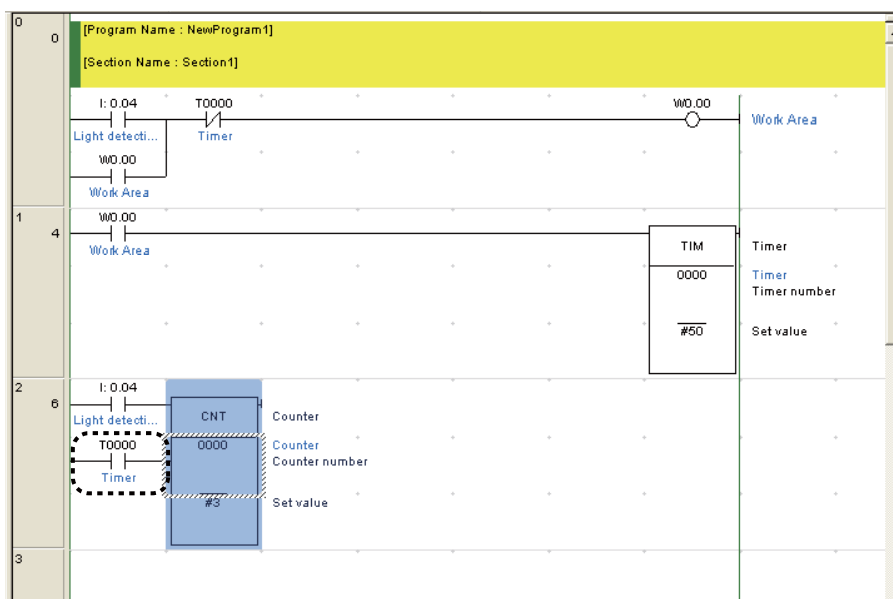 0
0
[Program Name : NewProgram1]
[Section Name : Section1]
I: 0.04 T0000 W0.00
Light detecti... Timer Work Area
W0.00
Work Area
1
4
W0.00
Work Area
TIM Timer
0000 Timer
Timer number
#50 Set value
2
6
I: 0.04
Light detecti...
CNT Counter
T0000 0000 Counter
Counter number
Timer
#3 Set value
3